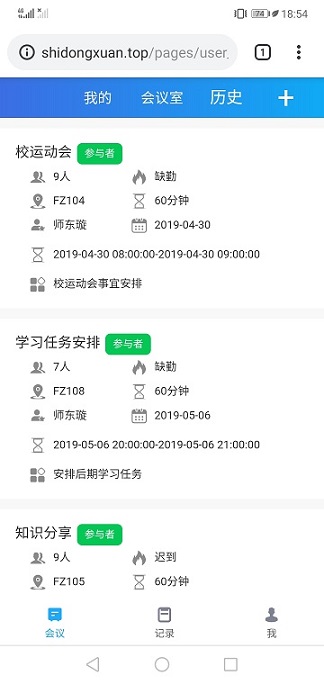 18:54
shidongxuan.top/pages/user_
1
我的 会议室 历史 +
校运动会 参与者
9人 缺勤
FZ104 60分钟
师东璇 2019-04-30
2019-04-30 08:00:00-2019-04-30 09:00:00
校运动会事宜安排
学习任务安排 参与者
7人 缺勤
FZ108 60分钟
师东璇 2019-05-06
2019-05-06 20:00:00-2019-05-06 21:00:00
安排后期学习任务
知识分享 参与者
9人 迟到
FZ105 60分钟
会议 记录 我